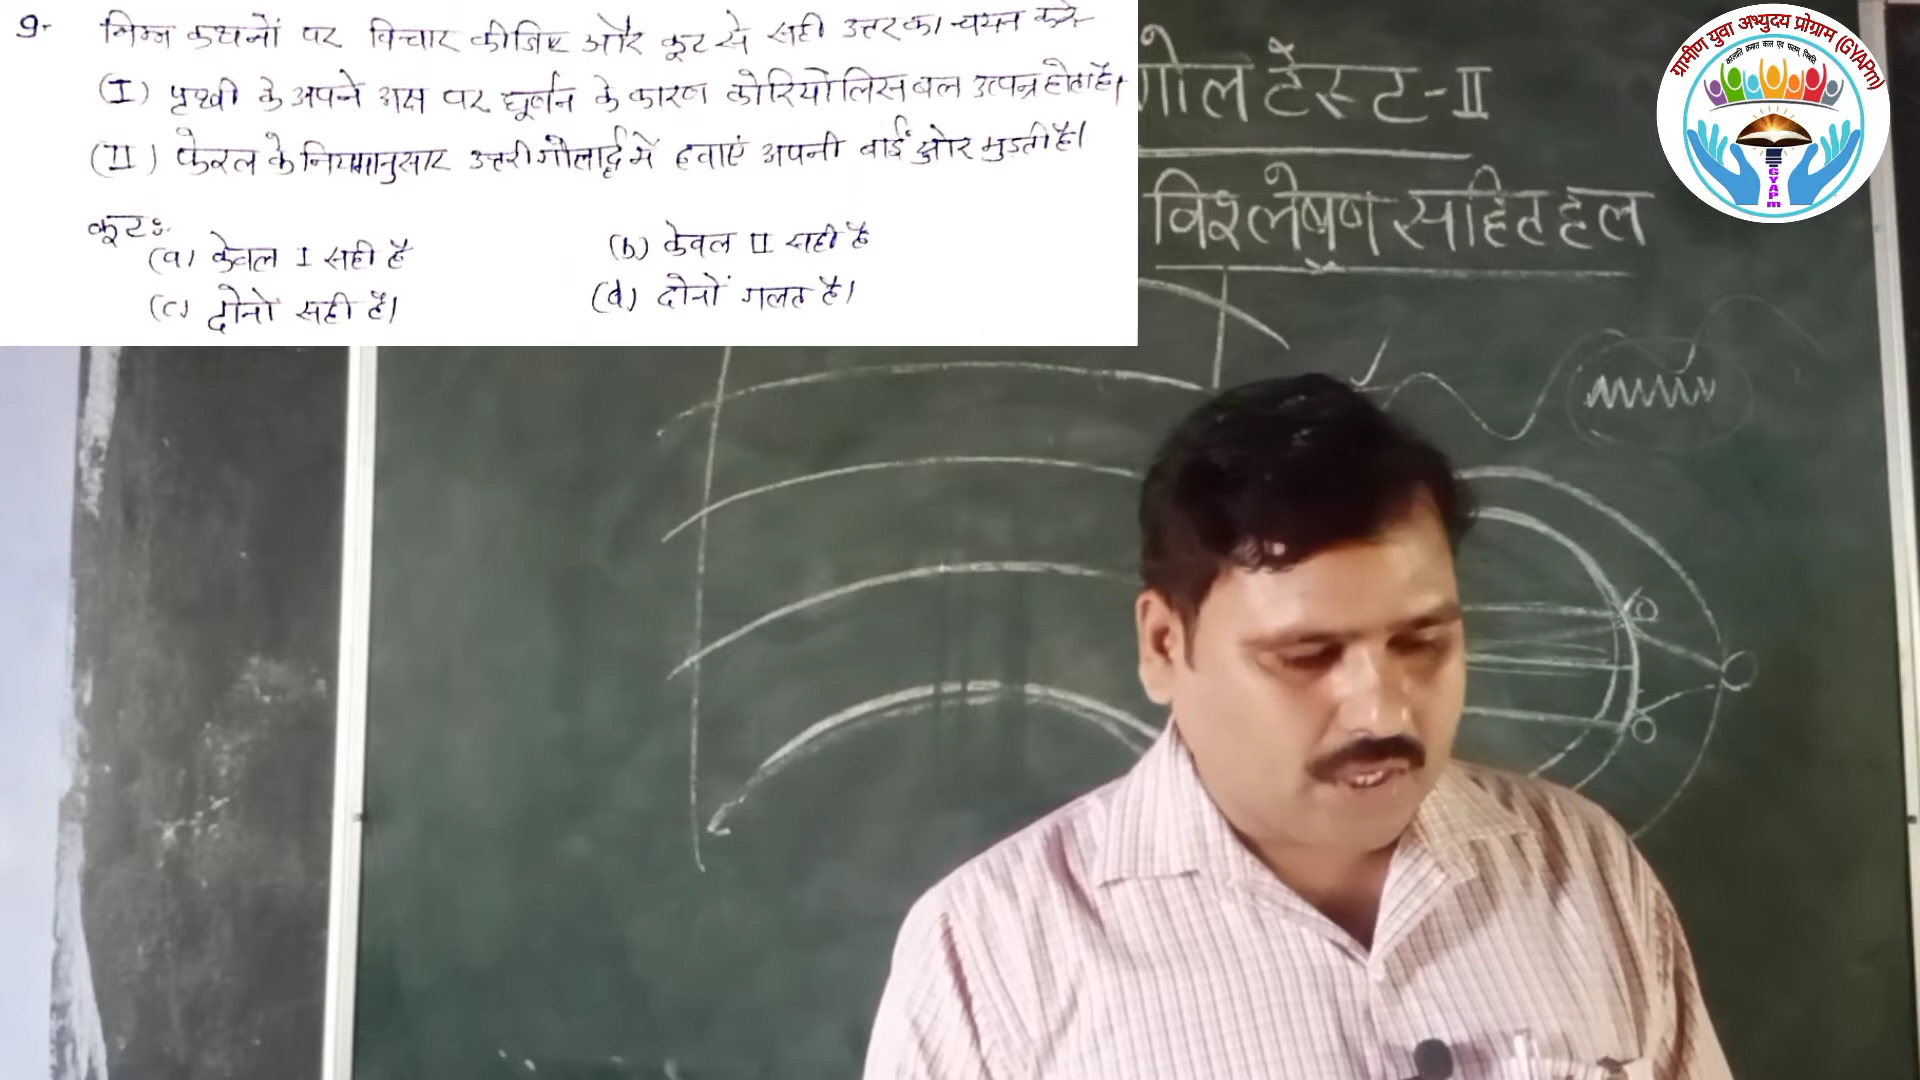 9. निम्न कथनों पर विचार कीजिए और कूट से सही उत्तर का चयन करें-
(I) पृथ्वी के अपने अक्ष पर घूर्णन के कारण कोरियोलिस बल उत्पन्न होता है।
(II) फेरल के नियमानुसार उत्तरी गोलार्द्ध में हवाएं अपनी बाईं ओर मुड़ती है।
कूटः-
(a) केवल I सही है
(b) केवल II सही है
(c) दोनों सही है।
(d) दोनों गलत है।
गोल टेस्ट-II
विश्लेषण सहित हल
ग्रामीण युवा अभ्युदय प्रोग्राम (GYAPm)
GYAPm